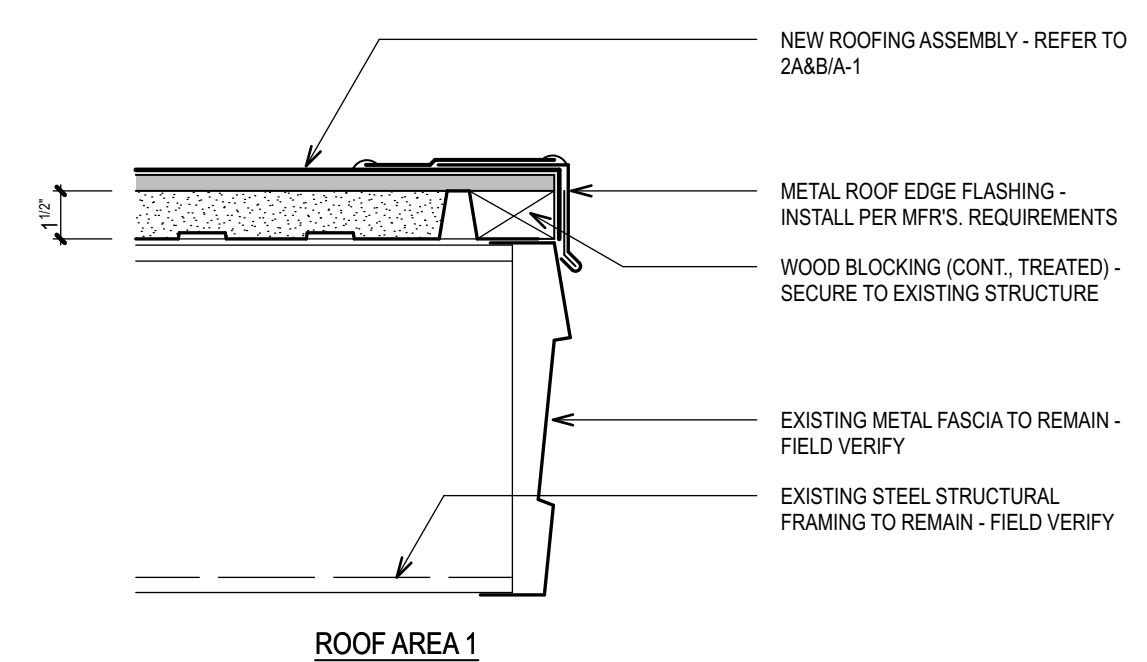 NEW ROOFING ASSEMBLY - REFER TO
2A&B/A-1
METAL ROOF EDGE FLASHING -
INSTALL PER MFR'S. REQUIREMENTS
1 1/2"
WOOD BLOCKING (CONT., TREATED) -
SECURE TO EXISTING STRUCTURE
EXISTING METAL FASCIA TO REMAIN -
FIELD VERIFY
EXISTING STEEL STRUCTURAL
FRAMING TO REMAIN - FIELD VERIFY
ROOF AREA 1